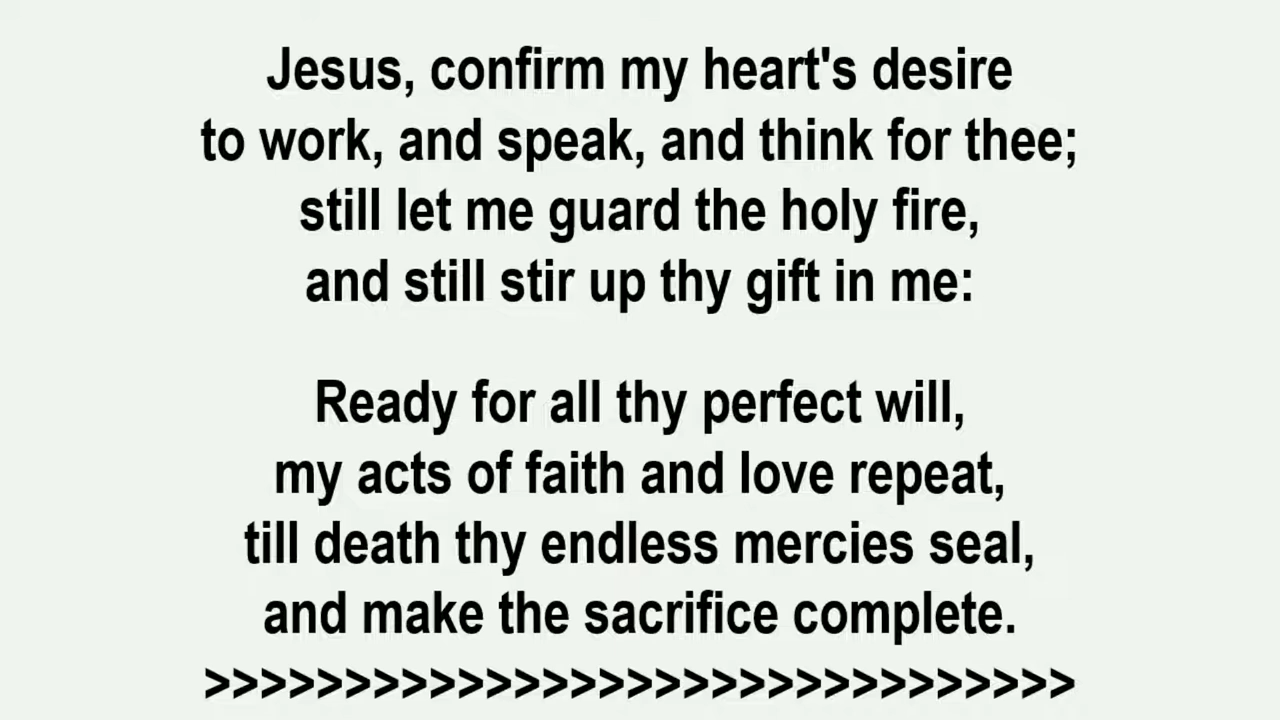 Jesus, confirm my heart's desire
to work, and speak, and think for thee;
still let me guard the holy fire,
and still stir up thy gift in me:
Ready for all thy perfect will,
my acts of faith and love repeat,
till death thy endless mercies seal,
and make the sacrifice complete.
>>>>>>>>>>>>>>>>>>>>>>>>>>>>>>>